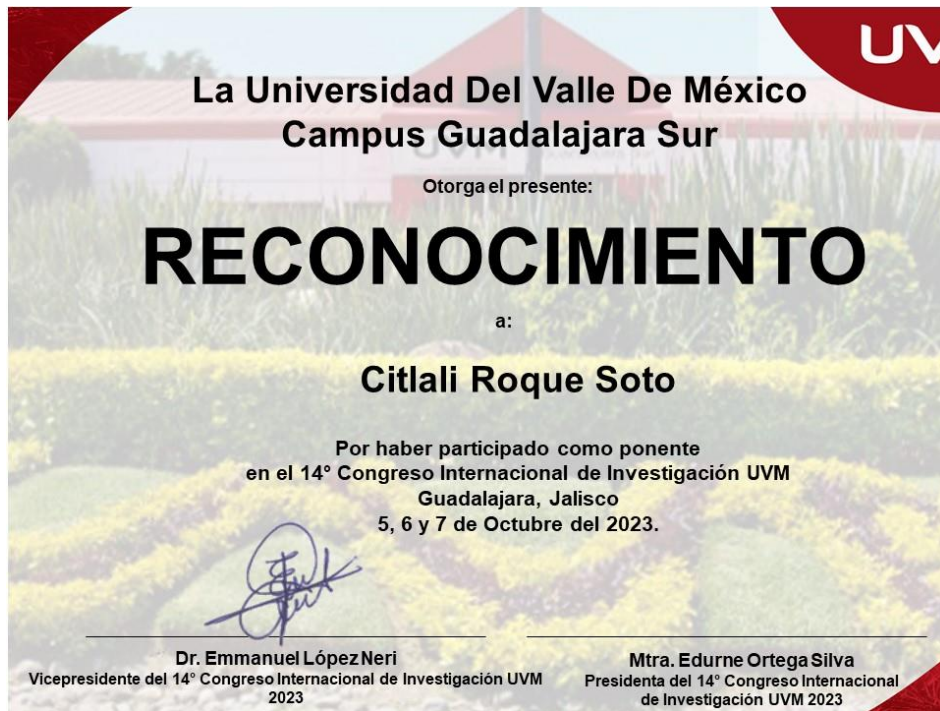 UV
La Universidad Del Valle De México
Campus Guadalajara Sur
Otorga el presente:
RECONOCIMIENTO
a:
Citlali Roque Soto
Por haber participado como ponente
en el 14° Congreso Internacional de Investigación UVM
Guadalajara, Jalisco
5, 6 y 7 de Octubre del 2023.
Dr. Emmanuel López Neri
Vicepresidente del 14° Congreso Internacional de Investigación UVM
2023
Mtra. Edurne Ortega Silva
Presidenta del 14° Congreso Internacional
de Investigación UVM 2023